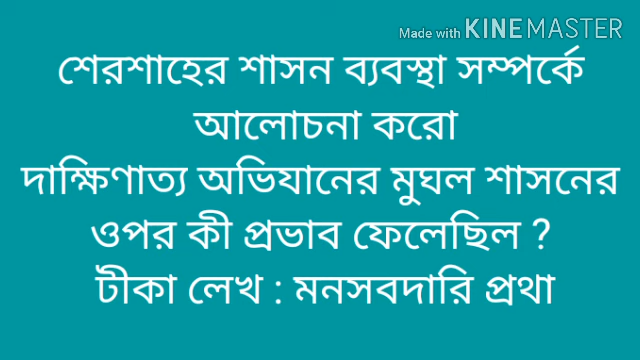 Made with KINEMASTER
শেরশাহের শাসন ব্যবস্থা সম্পর্কে
আলোচনা করো
দাক্ষিণাত্য অভিযানের মুঘল শাসনের
ওপর কী প্রভাব ফেলেছিল ?
টীকা লেখ : মনসবদারি প্রথা